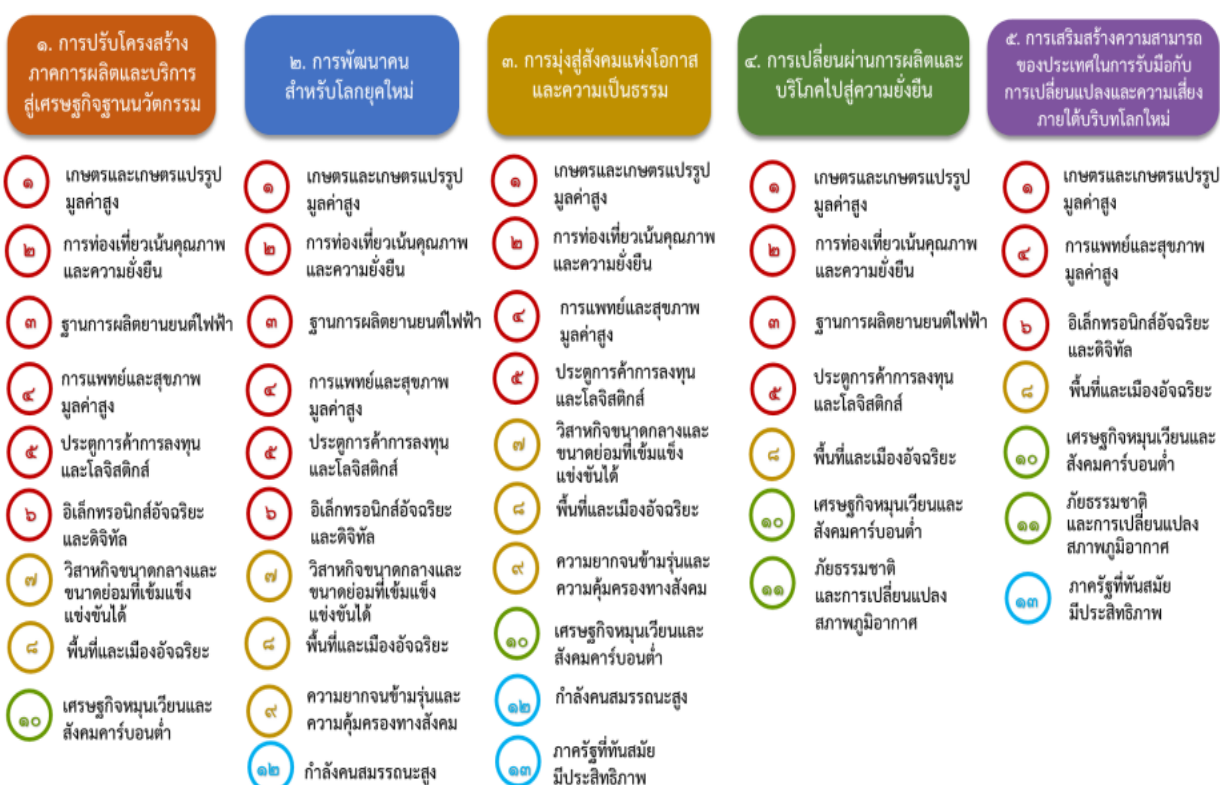 ๑. การปรับโครงสร้าง
ภาคการผลิตและบริการ
สู่เศรษฐกิจฐานนวัตกรรม
๑
เกษตรและเกษตรแปรรูป
มูลค่าสูง
๒
การท่องเที่ยวเน้นคุณภาพ
และความยั่งยืน
๓
ฐานการผลิตยานยนต์ไฟฟ้า
๔
การแพทย์และสุขภาพ
มูลค่าสูง
๕
ประตูการค้าการลงทุน
และโลจิสติกส์
๖
อิเล็กทรอนิกส์อัจฉริยะ
และดิจิทัล
๗
วิสาหกิจขนาดกลางและ
ขนาดย่อมที่เข้มแข็ง
แข่งขันได้
๘
พื้นที่และเมืองอัจฉริยะ
๑๐
เศรษฐกิจหมุนเวียนและ
สังคมคาร์บอนต่ำ
๒. การพัฒนาคน
สำหรับโลกยุคใหม่
๑
เกษตรและเกษตรแปรรูป
มูลค่าสูง
๒
การท่องเที่ยวเน้นคุณภาพ
และความยั่งยืน
๓
ฐานการผลิตยานยนต์ไฟฟ้า
๔
การแพทย์และสุขภาพ
มูลค่าสูง
๕
ประตูการค้าการลงทุน
และโลจิสติกส์
๖
อิเล็กทรอนิกส์อัจฉริยะ
และดิจิทัล
๗
วิสาหกิจขนาดกลางและ
ขนาดย่อมที่เข้มแข็ง
แข่งขันได้
๘
พื้นที่และเมืองอัจฉริยะ
๙
ความยากจนข้ามรุ่นและ
ความคุ้มครองทางสังคม
๑๒
กำลังคนสมรรถนะสูง
๓. การมุ่งสู่สังคมแห่งโอกาส
และความเป็นธรรม
๑
เกษตรและเกษตรแปรรูป
มูลค่าสูง
๒
การท่องเที่ยวเน้นคุณภาพ
และความยั่งยืน
๔
การแพทย์และสุขภาพ
มูลค่าสูง
๕
ประตูการค้าการลงทุน
และโลจิสติกส์
๗
วิสาหกิจขนาดกลางและ
ขนาดย่อมที่เข้มแข็ง
แข่งขันได้
๘
พื้นที่และเมืองอัจฉริยะ
๙
ความยากจนข้ามรุ่นและ
ความคุ้มครองทางสังคม
๑๐
เศรษฐกิจหมุนเวียนและ
สังคมคาร์บอนต่ำ
๑๒
กำลังคนสมรรถนะสูง
๑๓
ภาครัฐที่ทันสมัย
มีประสิทธิภาพ
๔. การเปลี่ยนผ่านการผลิตและ
บริโภคไปสู่ความยั่งยืน
๑
เกษตรและเกษตรแปรรูป
มูลค่าสูง
๒
การท่องเที่ยวเน้นคุณภาพ
และความยั่งยืน
๓
ฐานการผลิตยานยนต์ไฟฟ้า
๕
ประตูการค้าการลงทุน
และโลจิสติกส์
๘
พื้นที่และเมืองอัจฉริยะ
๑๐
เศรษฐกิจหมุนเวียนและ
สังคมคาร์บอนต่ำ
๑๑
ภัยธรรมชาติ
และการเปลี่ยนแปลง
สภาพภูมิอากาศ
๕. การเสริมสร้างความสามารถ
ของประเทศในการรับมือกับ
การเปลี่ยนแปลงและความเสี่ยง
ภายใต้บริบทโลกใหม่
๑
เกษตรและเกษตรแปรรูป
มูลค่าสูง
๔
การแพทย์และสุขภาพ
มูลค่าสูง
๖
อิเล็กทรอนิกส์อัจฉริยะ
และดิจิทัล
๘
พื้นที่และเมืองอัจฉริยะ
๑๐
เศรษฐกิจหมุนเวียนและ
สังคมคาร์บอนต่ำ
๑๑
ภัยธรรมชาติ
และการเปลี่ยนแปลง
สภาพภูมิอากาศ
๑๓
ภาครัฐที่ทันสมัย
มีประสิทธิภาพ